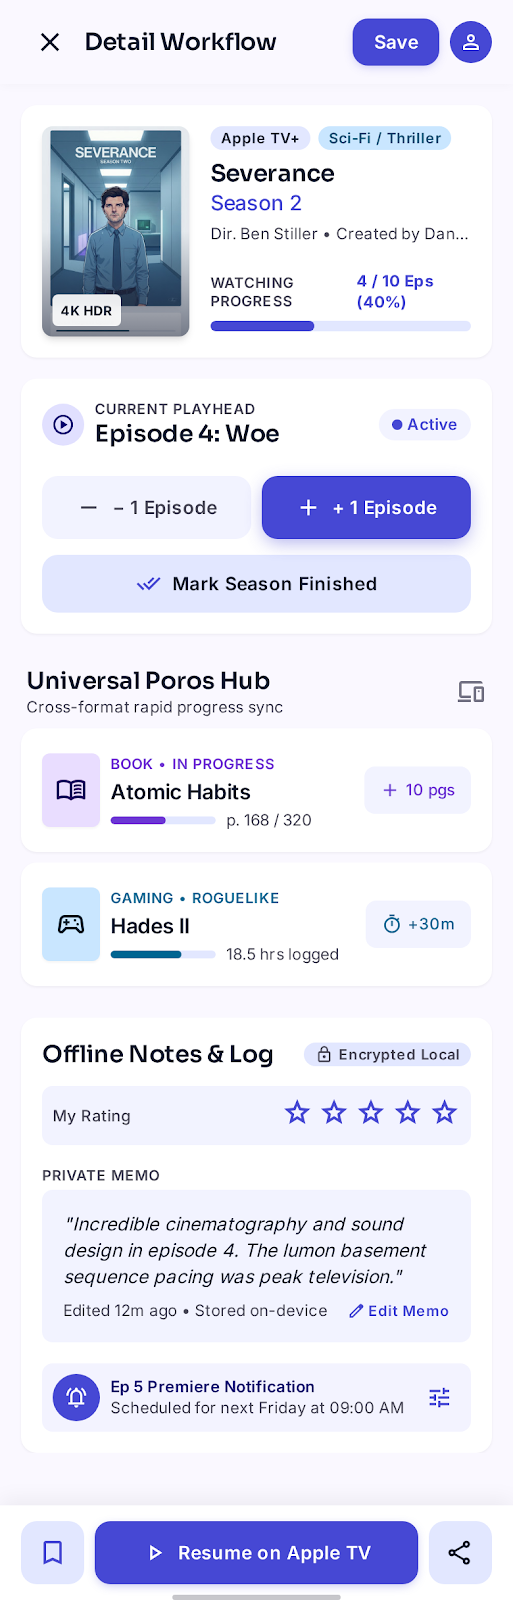 Detail Workflow
Save
SEVERANCE
SEASON TWO
4K HDR
Apple TV+
Sci-Fi / Thriller
Severance
Season 2
Dir. Ben Stiller • Created by Dan...
WATCHING PROGRESS
4 / 10 Eps (40%)
CURRENT PLAYHEAD
Episode 4: Woe
Active
− 1 Episode
+ 1 Episode
Mark Season Finished
Universal Poros Hub
Cross-format rapid progress sync
BOOK • IN PROGRESS
Atomic Habits
p. 168 / 320
10 pgs
GAMING • ROGUELIKE
Hades II
18.5 hrs logged
+30m
Offline Notes & Log
Encrypted Local
My Rating
PRIVATE MEMO
"Incredible cinematography and sound
design in episode 4. The lumon basement
sequence pacing was peak television."
Edited 12m ago • Stored on-device
Edit Memo
Ep 5 Premiere Notification
Scheduled for next Friday at 09:00 AM
Resume on Apple TV